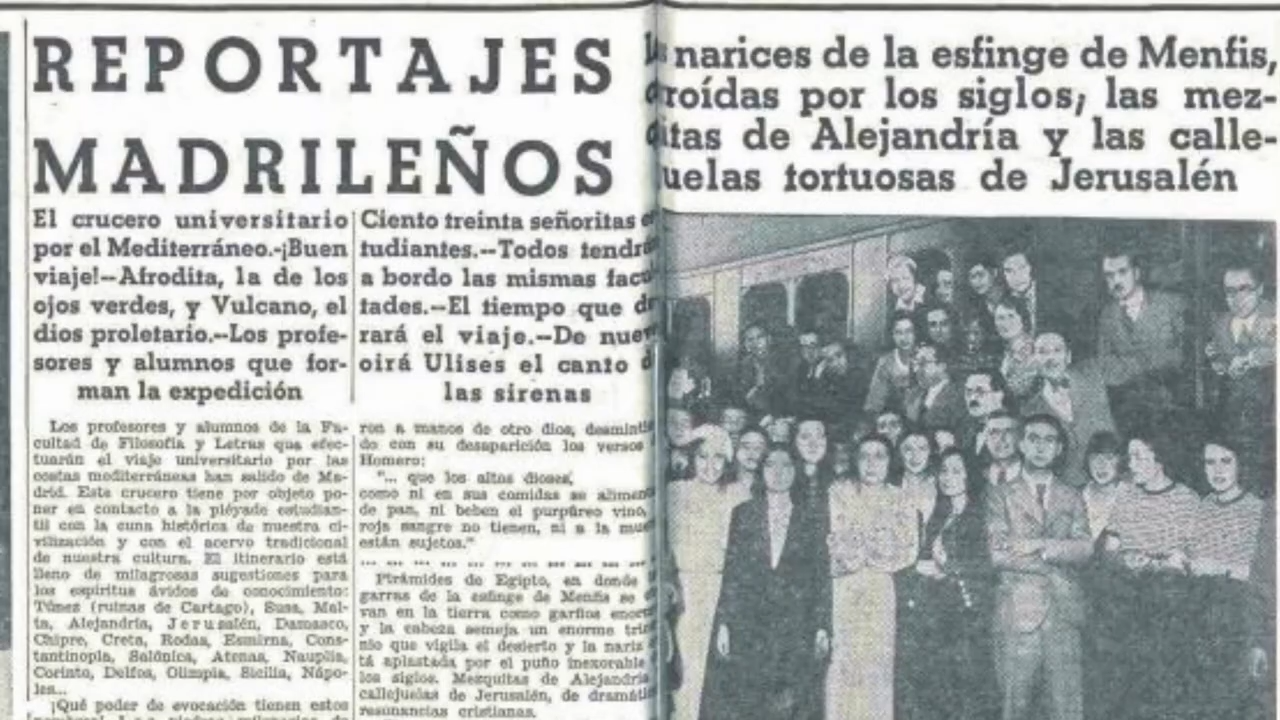 REPORTAJES
MADRILEÑOS
narices de la esfinge de Menfis,
roídas por los siglos; las mez-
itas de Alejandría y las calle-
uelas tortuosas de Jerusalén
El crucero universitario
por el Mediterráneo.-¡Buen
viaje!--Afrodita, la de los
ojos verdes, y Vulcano, el
dios proletario.--Los profe-
sores y alumnos que for-
man la expedición
Ciento treinta señoritas e
tudiantes.--Todos tendr
a bordo las mismas facu
tades.--El tiempo que d
rará el viaje.--De nuev
oirá Ulises el canto d
las sirenas
Los profesores y alumnos de la Fa-
cultad de Filosofía y Letras que efec-
tuarán el viaje universitario por las
costas mediterráneas han salido de Ma-
drid. Este crucero tiene por objeto po-
ner en contacto a la pléyade estudian-
til con la cuna histórica de nuestra ci-
vilización y con el acervo tradicional
de nuestra cultura. El itinerario está
lleno de milagrosas sugestiones para
los espíritus ávidos de conocimiento:
Túnez (ruinas de Cartago), Susa, Mal-
ta, Alejandría, Jerusalén, Damasco,
Chipre, Creta, Rodas, Esmirna, Cons-
tantinopla, Salónica, Atenas, Nauplia,
Corinto, Delfos, Olimpia, Sicilia, Nápo-
les...
¡Qué poder de evocación tienen estos
ron a manos de otro dios, desmintie
do con su desaparición los versos
Homero:
"... que los altos dioses,
como ni en sus comidas se alimen
de pan, ni beben el purpúreo vino,
roja sangre no tienen, ni a la mue
están sujetos."
... ... ... ... ... ... ... ... ... ... ...
Pirámides de Egipto, en donde
garras de la esfinge de Menfis se
van en la tierra como garfios enor
y la cabeza semeja un enorme tri
nio que vigila el desierto y la nariz
tá aplastada por el puño inexorable
los siglos. Mezquitas de Alejandría
callejuelas de Jerusalén, de dramáti
resonancias cristianas.